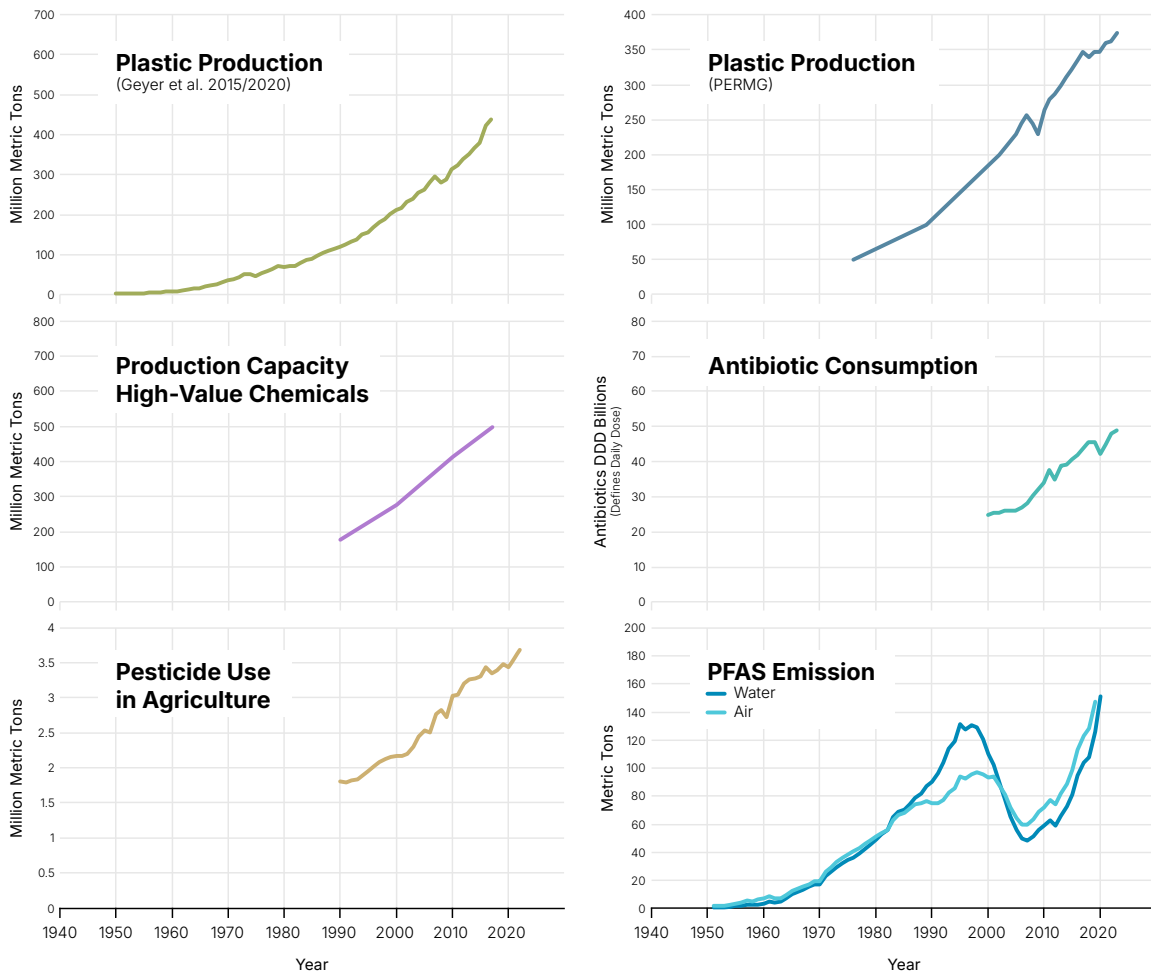 Plastic Production
(Geyer et al. 2015/2020)
Million Metric Tons
700
600
500
400
300
200
100
0
Plastic Production
(PERMG)
Million Metric Tons
400
350
300
250
200
150
100
50
0
Production Capacity
High-Value Chemicals
Million Metric Tons
800
700
600
500
400
300
200
100
0
Antibiotic Consumption
Antibiotics DDD Billions
(Defines Daily Dose)
80
70
60
50
40
30
20
10
0
Pesticide Use
in Agriculture
Million Metric Tons
4
3.5
3
2.5
2
1.5
1
0.5
0
1940 1950 1960 1970 1980 1990 2000 2010 2020
Year
PFAS Emission
Water
Air
Metric Tons
200
180
160
140
120
100
80
60
40
20
0
1940 1950 1960 1970 1980 1990 2000 2010 2020
Year